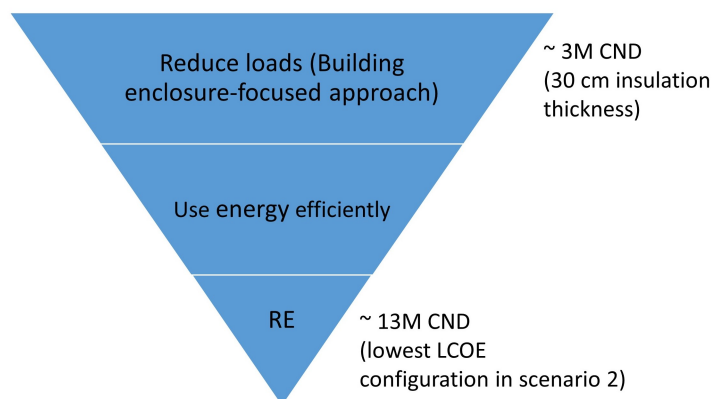 Reduce loads (Building
enclosure-focused approach)
~ 3M CND
(30 cm insulation
thickness)
Use energy efficiently
RE
~ 13M CND
(lowest LCOE
configuration in scenario 2)